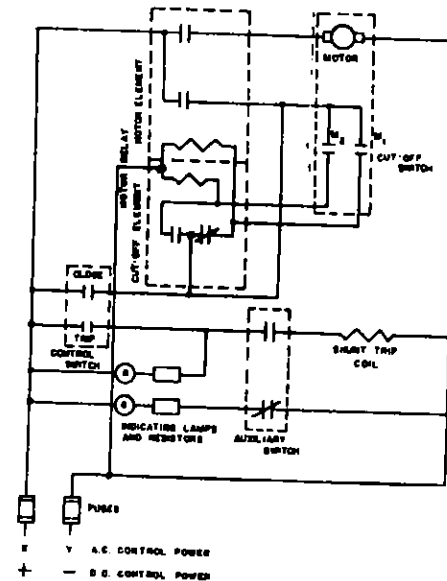 MOTOR
MOTOR ELEMENT
MOTOR RELAY
CUT-OFF ELEMENT
M2
M1
CUT-OFF
SWITCH
CLOSE
TRIP
CONTROL
SWITCH
SHUNT TRIP
COIL
INDICATING LAMPS
AND RESISTORS
AUXILIARY
SWITCH
FUSES
X Y A.C. CONTROL POWER
+ − D.C. CONTROL POWER